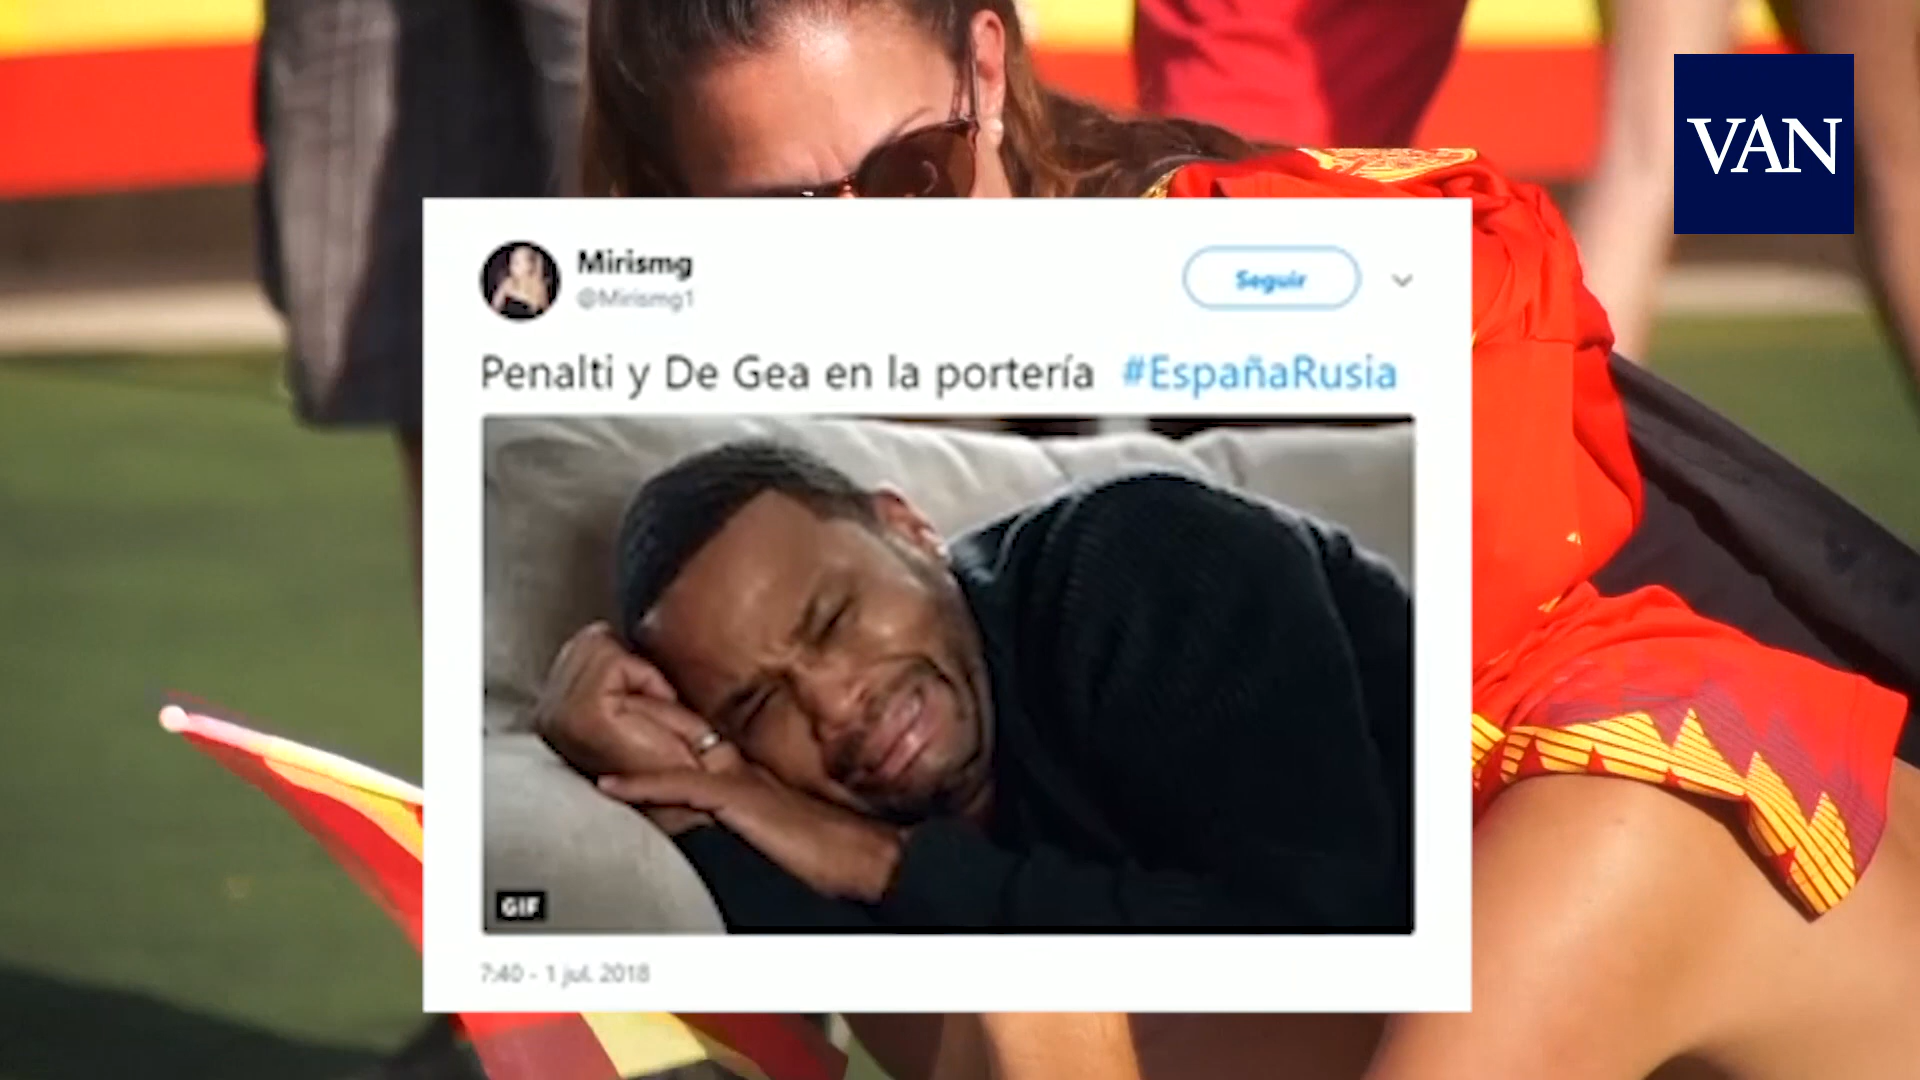 VAN
Mirismg
@Mirismg1
Seguir
Penalti y De Gea en la portería #EspañaRusia
GIF
7:40 - 1 jul. 2018